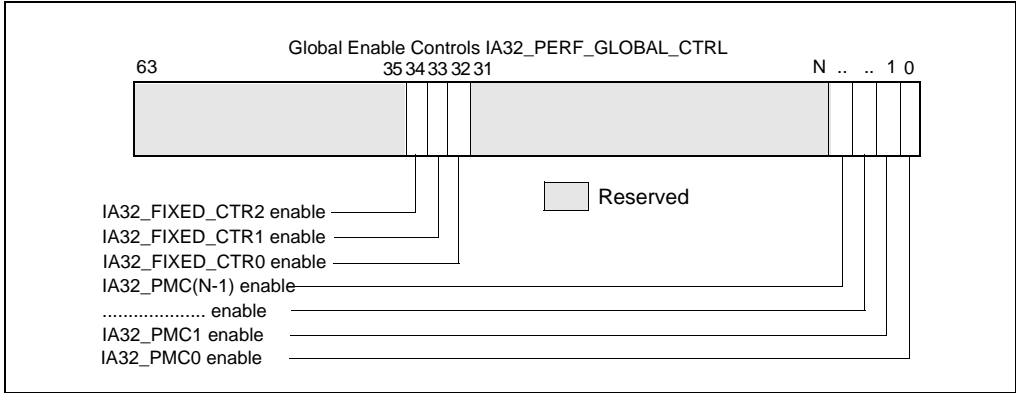 Global Enable Controls IA32_PERF_GLOBAL_CTRL
63 35 34 33 32 31 N .. .. 1 0
Reserved
IA32_FIXED_CTR2 enable
IA32_FIXED_CTR1 enable
IA32_FIXED_CTR0 enable
IA32_PMC(N-1) enable
.................... enable
IA32_PMC1 enable
IA32_PMC0 enable